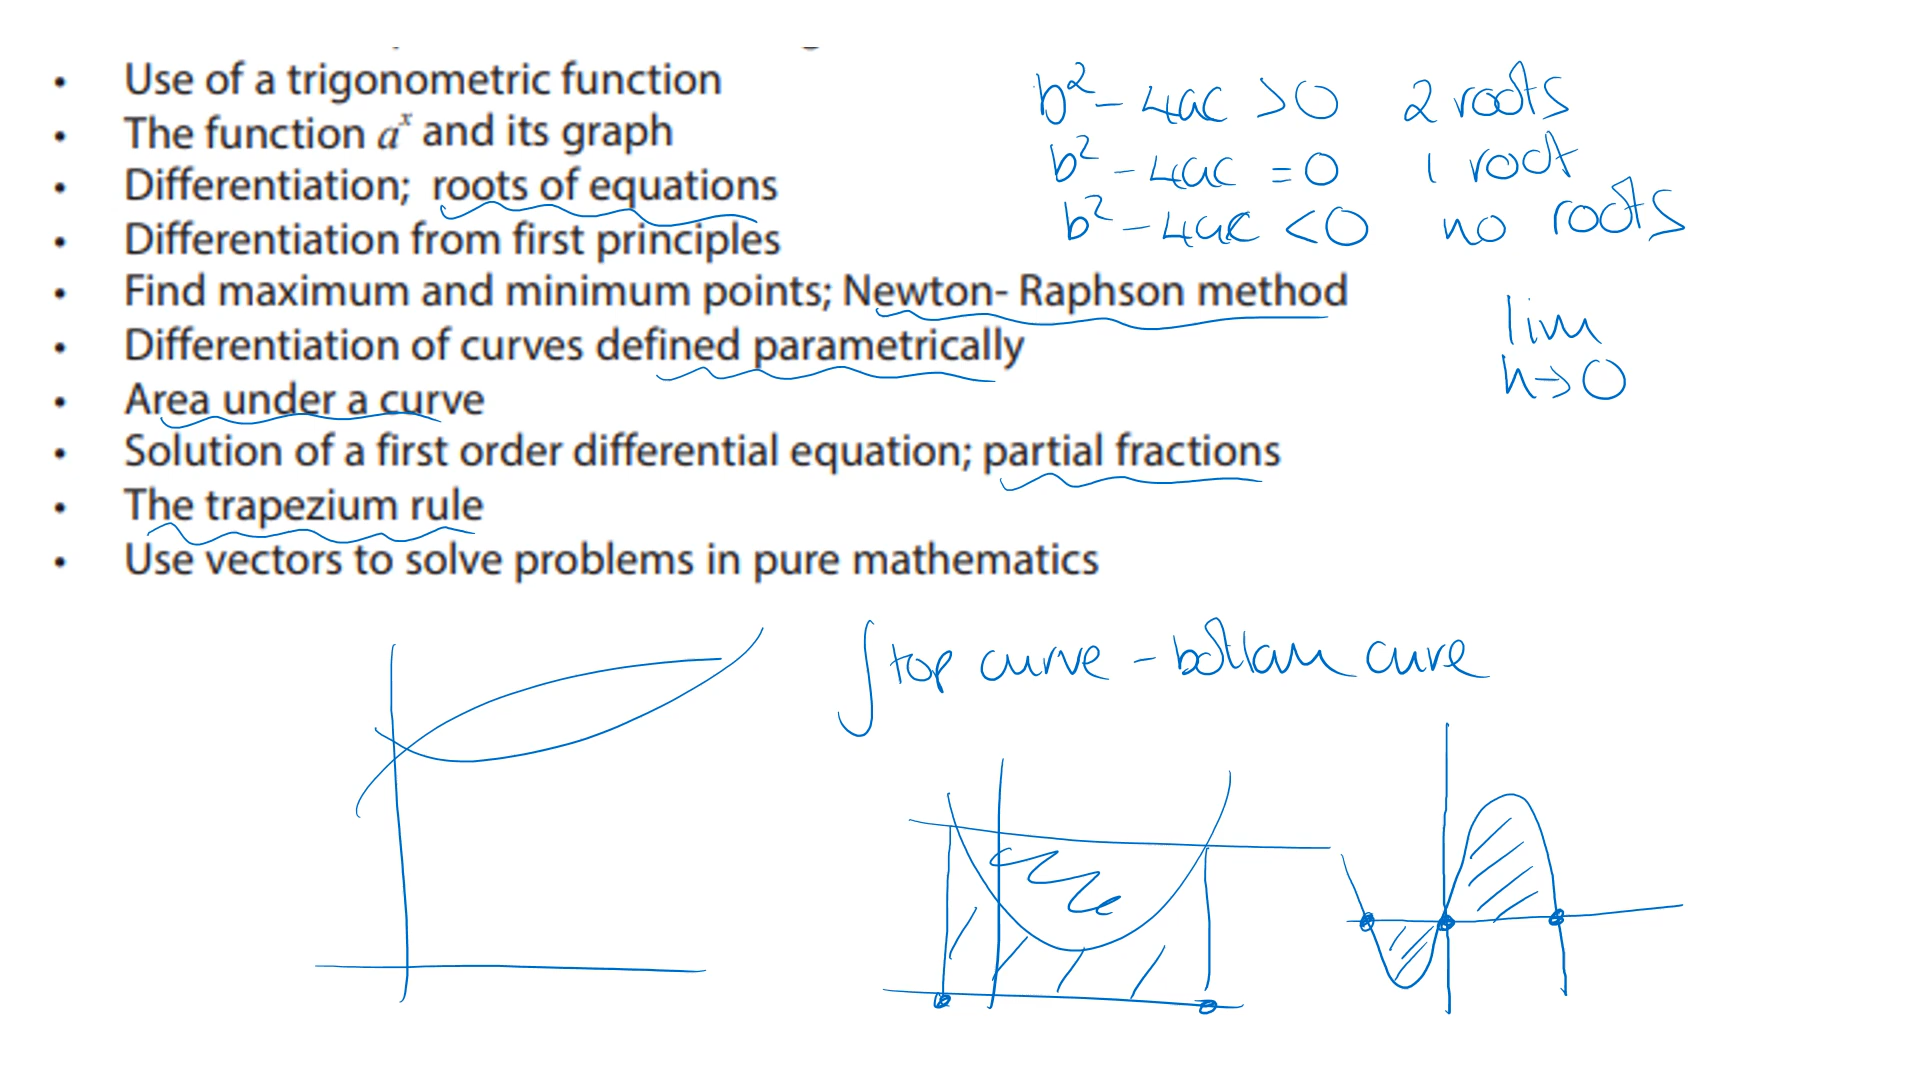 • Use of a trigonometric function
• The function aˣ and its graph
• Differentiation; roots of equations
• Differentiation from first principles
• Find maximum and minimum points; Newton- Raphson method
• Differentiation of curves defined parametrically
• Area under a curve
• Solution of a first order differential equation; partial fractions
• The trapezium rule
• Use vectors to solve problems in pure mathematics
b² - 4ac > 0 2 roots
b² - 4ac = 0 1 root
b² - 4ac < 0 no roots
lim
h→0
∫ top curve - bottom curve